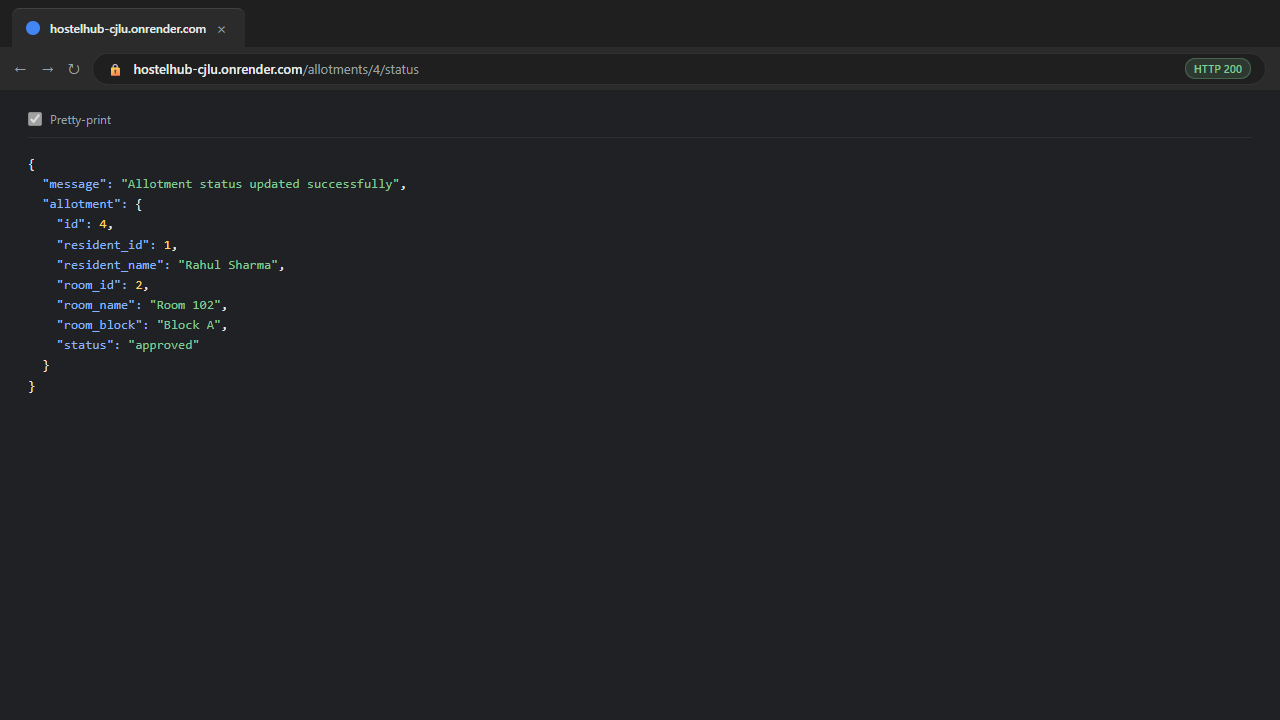 hostelhub-cjlu.onrender.com ×
← → ↻ hostelhub-cjlu.onrender.com/allotments/4/status HTTP 200
Pretty-print
{
  "message": "Allotment status updated successfully",
  "allotment": {
    "id": 4,
    "resident_id": 1,
    "resident_name": "Rahul Sharma",
    "room_id": 2,
    "room_name": "Room 102",
    "room_block": "Block A",
    "status": "approved"
  }
}